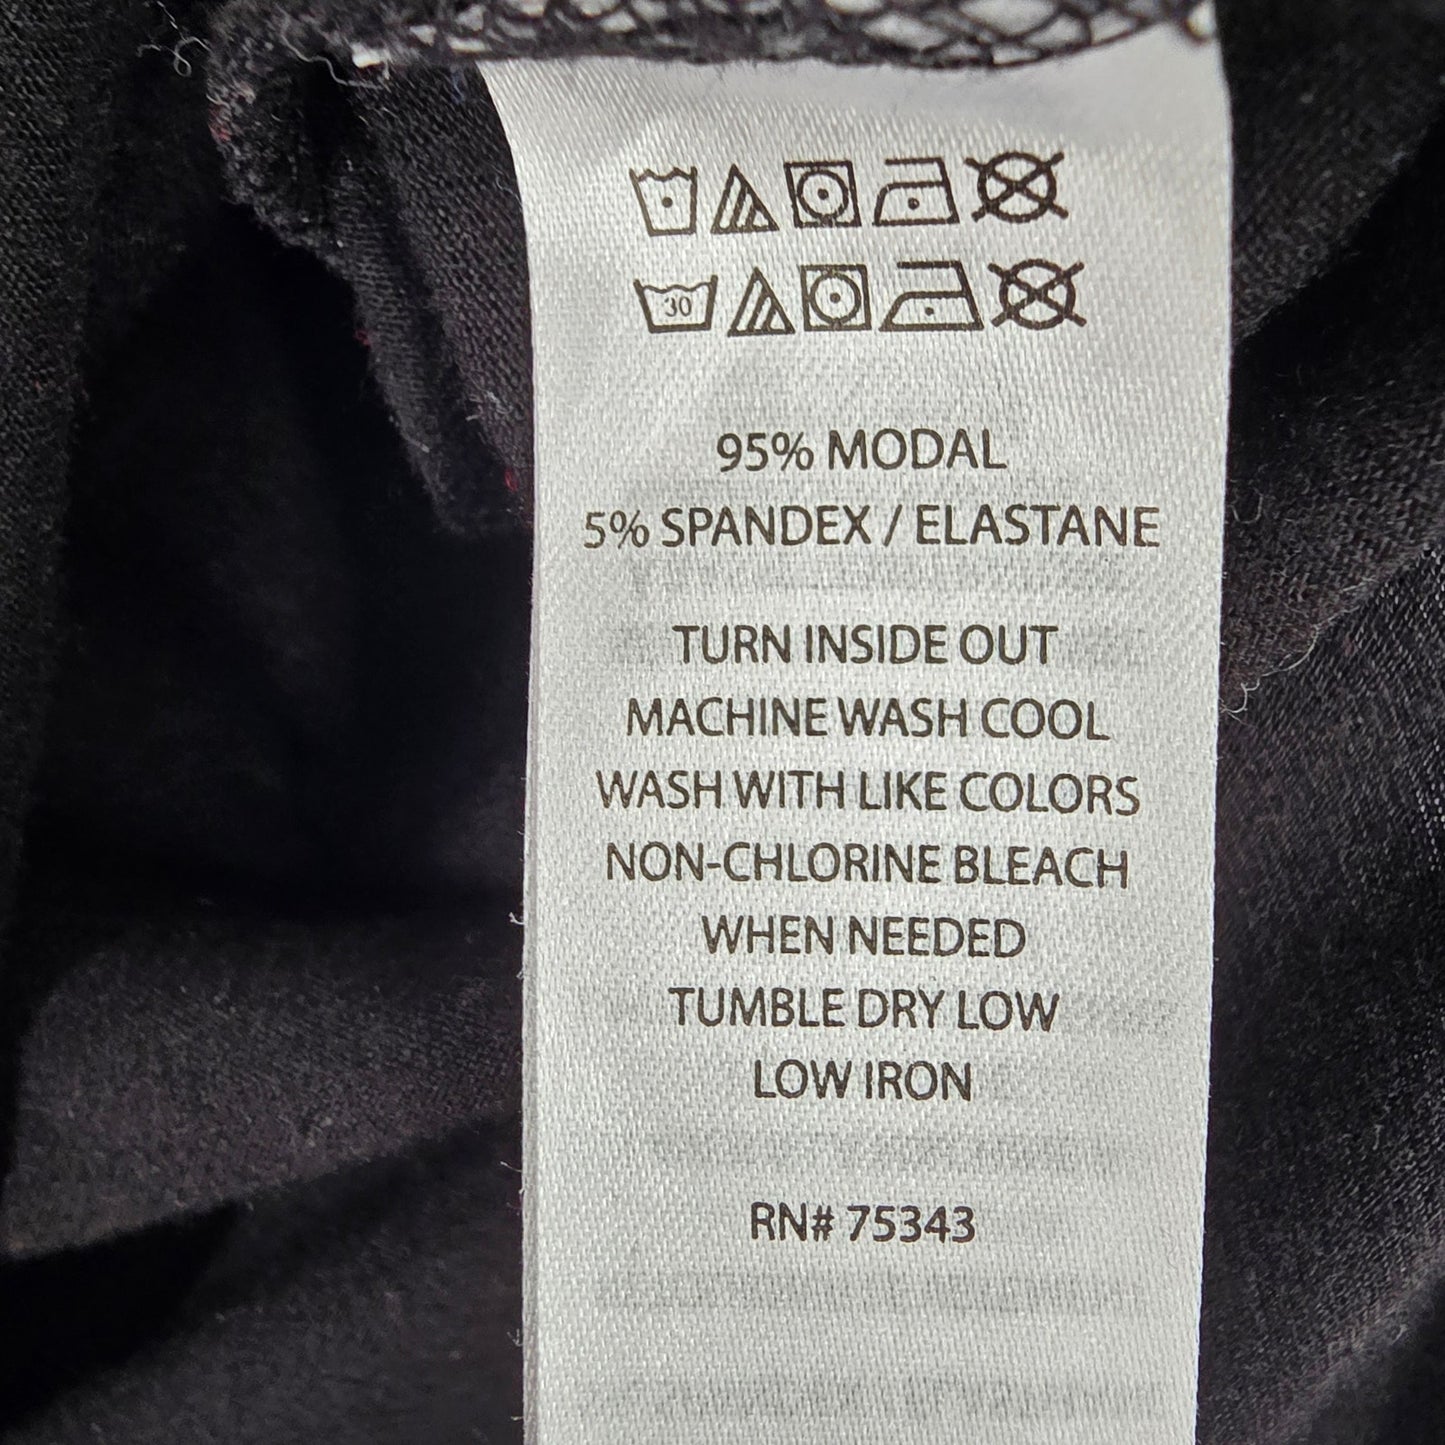 30
95% MODAL
5% SPANDEX / ELASTANE
TURN INSIDE OUT
MACHINE WASH COOL
WASH WITH LIKE COLORS
NON-CHLORINE BLEACH
WHEN NEEDED
TUMBLE DRY LOW
LOW IRON
RN# 75343